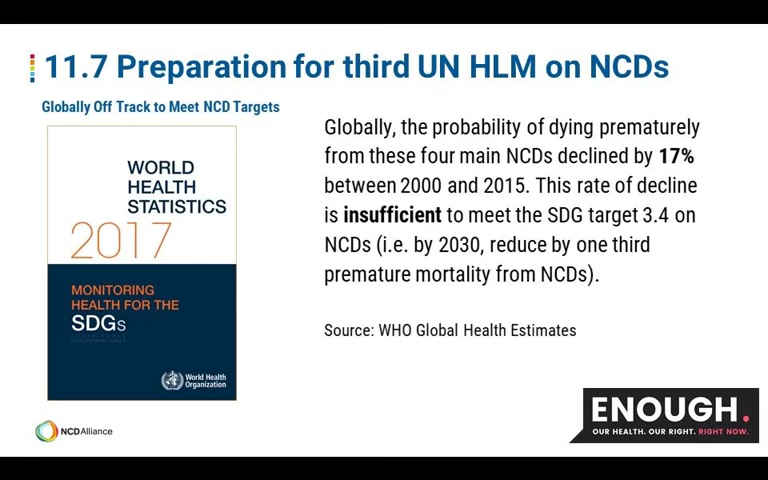 11.7 Preparation for third UN HLM on NCDs
Globally Off Track to Meet NCD Targets
WORLD
HEALTH
STATISTICS
2017
MONITORING
HEALTH FOR THE
SDGs
World Health
Organization
Globally, the probability of dying prematurely
from these four main NCDs declined by 17%
between 2000 and 2015. This rate of decline
is insufficient to meet the SDG target 3.4 on
NCDs (i.e. by 2030, reduce by one third
premature mortality from NCDs).
Source: WHO Global Health Estimates
NCDAlliance
ENOUGH.
OUR HEALTH. OUR RIGHT. RIGHT NOW.